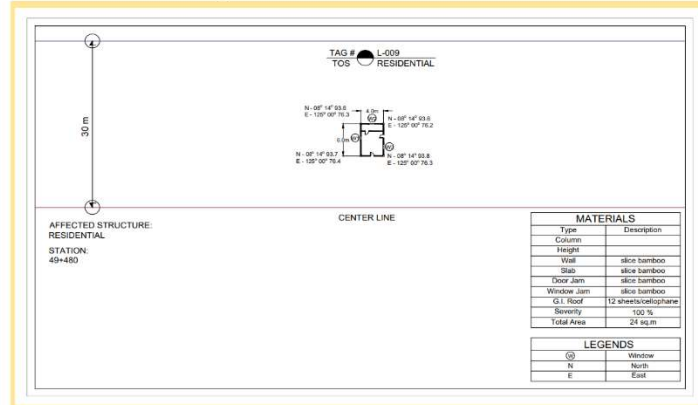 TAG # L-009
TOS RESIDENTIAL
30 m
N - 08° 14" 93.6
E - 125° 00" 76.3
4.0m
N - 08° 14" 93.6
E - 125° 00" 76.2
6.0m
N - 08° 14" 93.7
E - 125° 00" 76.4
N - 08° 14" 93.8
E - 125° 00" 76.3
CENTER LINE
AFFECTED STRUCTURE:
RESIDENTIAL
STATION:
49+480
MATERIALS
Type Description
Column
Height
Wall slice bamboo
Slab slice bamboo
Door Jam slice bamboo
Window Jam slice bamboo
G.I. Roof 12 sheets/cellophane
Severity 100 %
Total Area 24 sq.m
LEGENDS
W Window
N North
E East